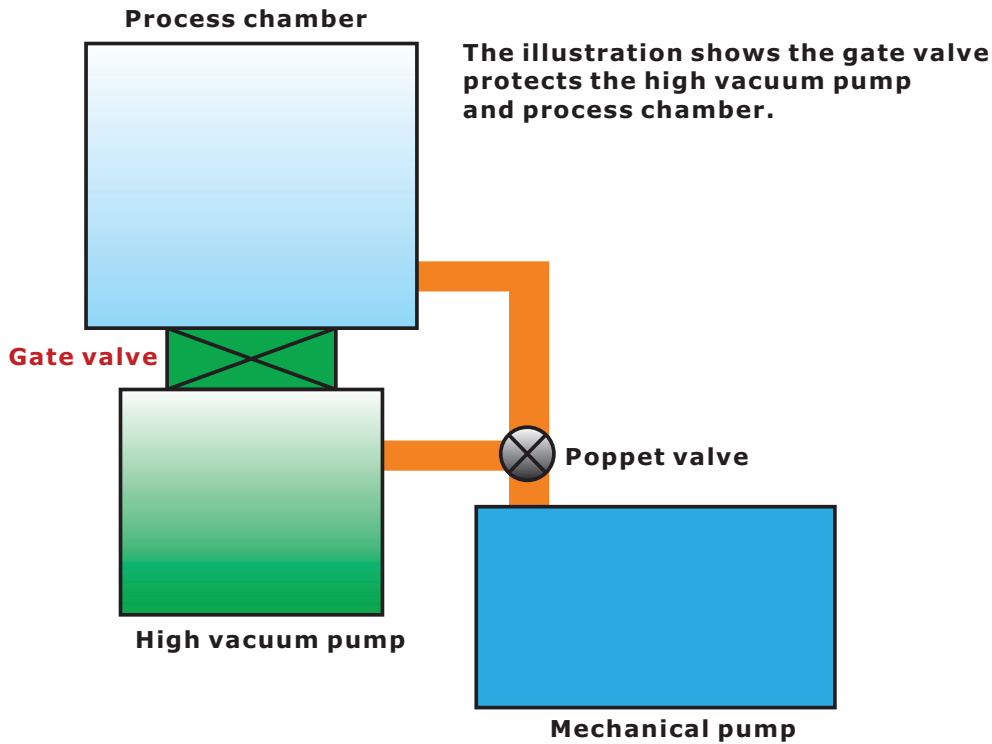 Process chamber
The illustration shows the gate valve
protects the high vacuum pump
and process chamber.
Gate valve
Poppet valve
High vacuum pump
Mechanical pump